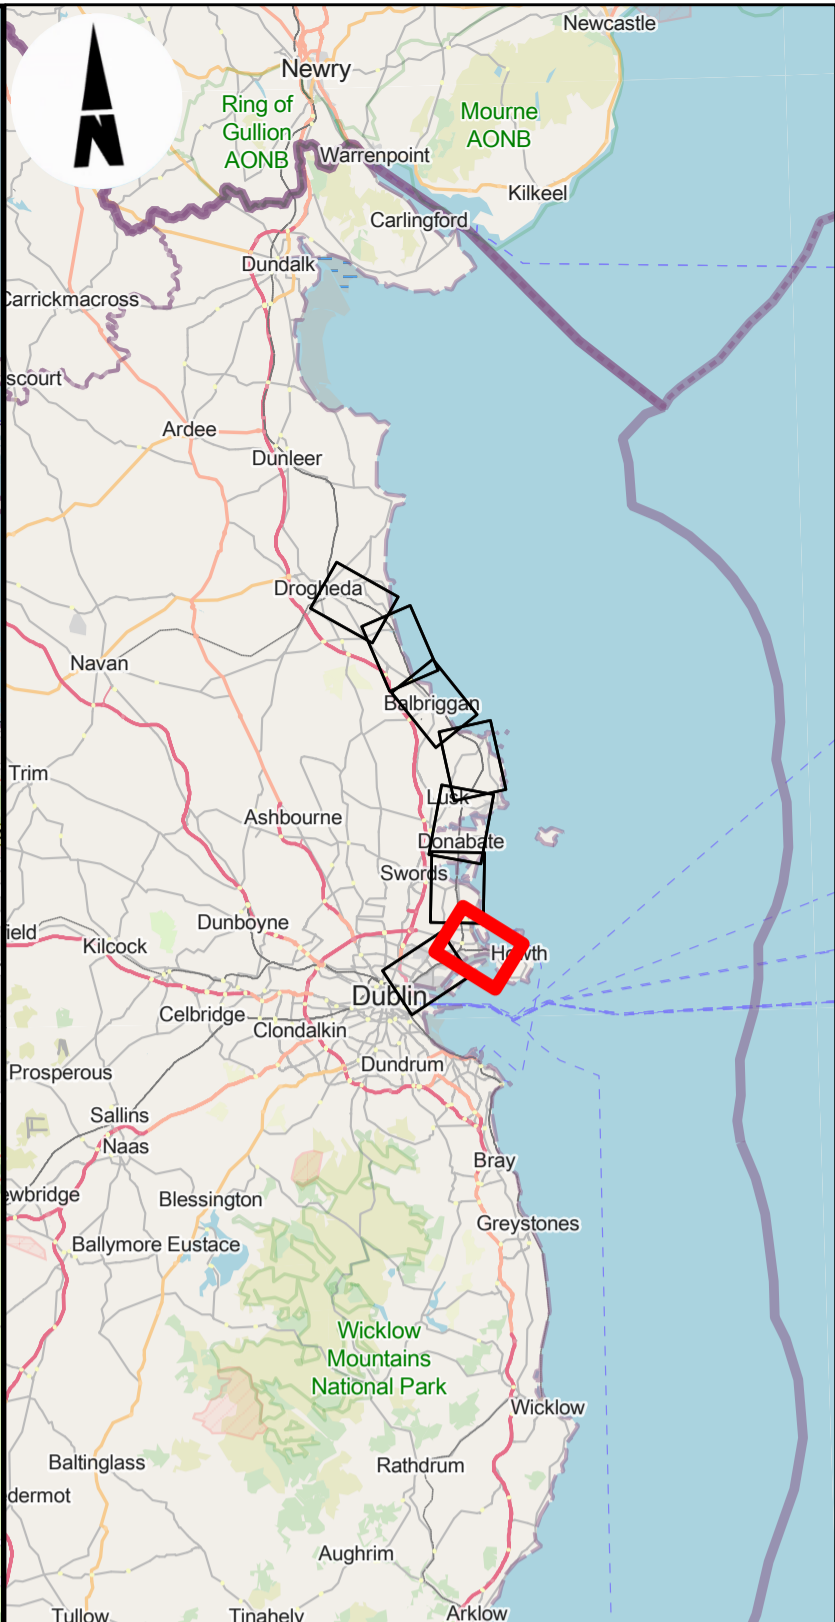 Newcastle
Newry
Ring of
Gullion
AONB
Mourne
AONB
N
Warrenpoint
Kilkeel
Carlingford
Dundalk
Carrickmacross
scourt
Ardee
Dunleer
Drogheda
Navan
Balbriggan
Trim
Lusk
Ashbourne
Donabate
Swords
Dunboyne
ield
Kilcock
Howth
Dublin
Celbridge
Clondalkin
Dundrum
Prosperous
Sallins
Naas
Bray
ewbridge
Blessington
Greystones
Ballymore Eustace
Wicklow
Mountains
National Park
Wicklow
Baltinglass
Rathdrum
dermot
Aughrim
Tullow
Tinahely
Arklow